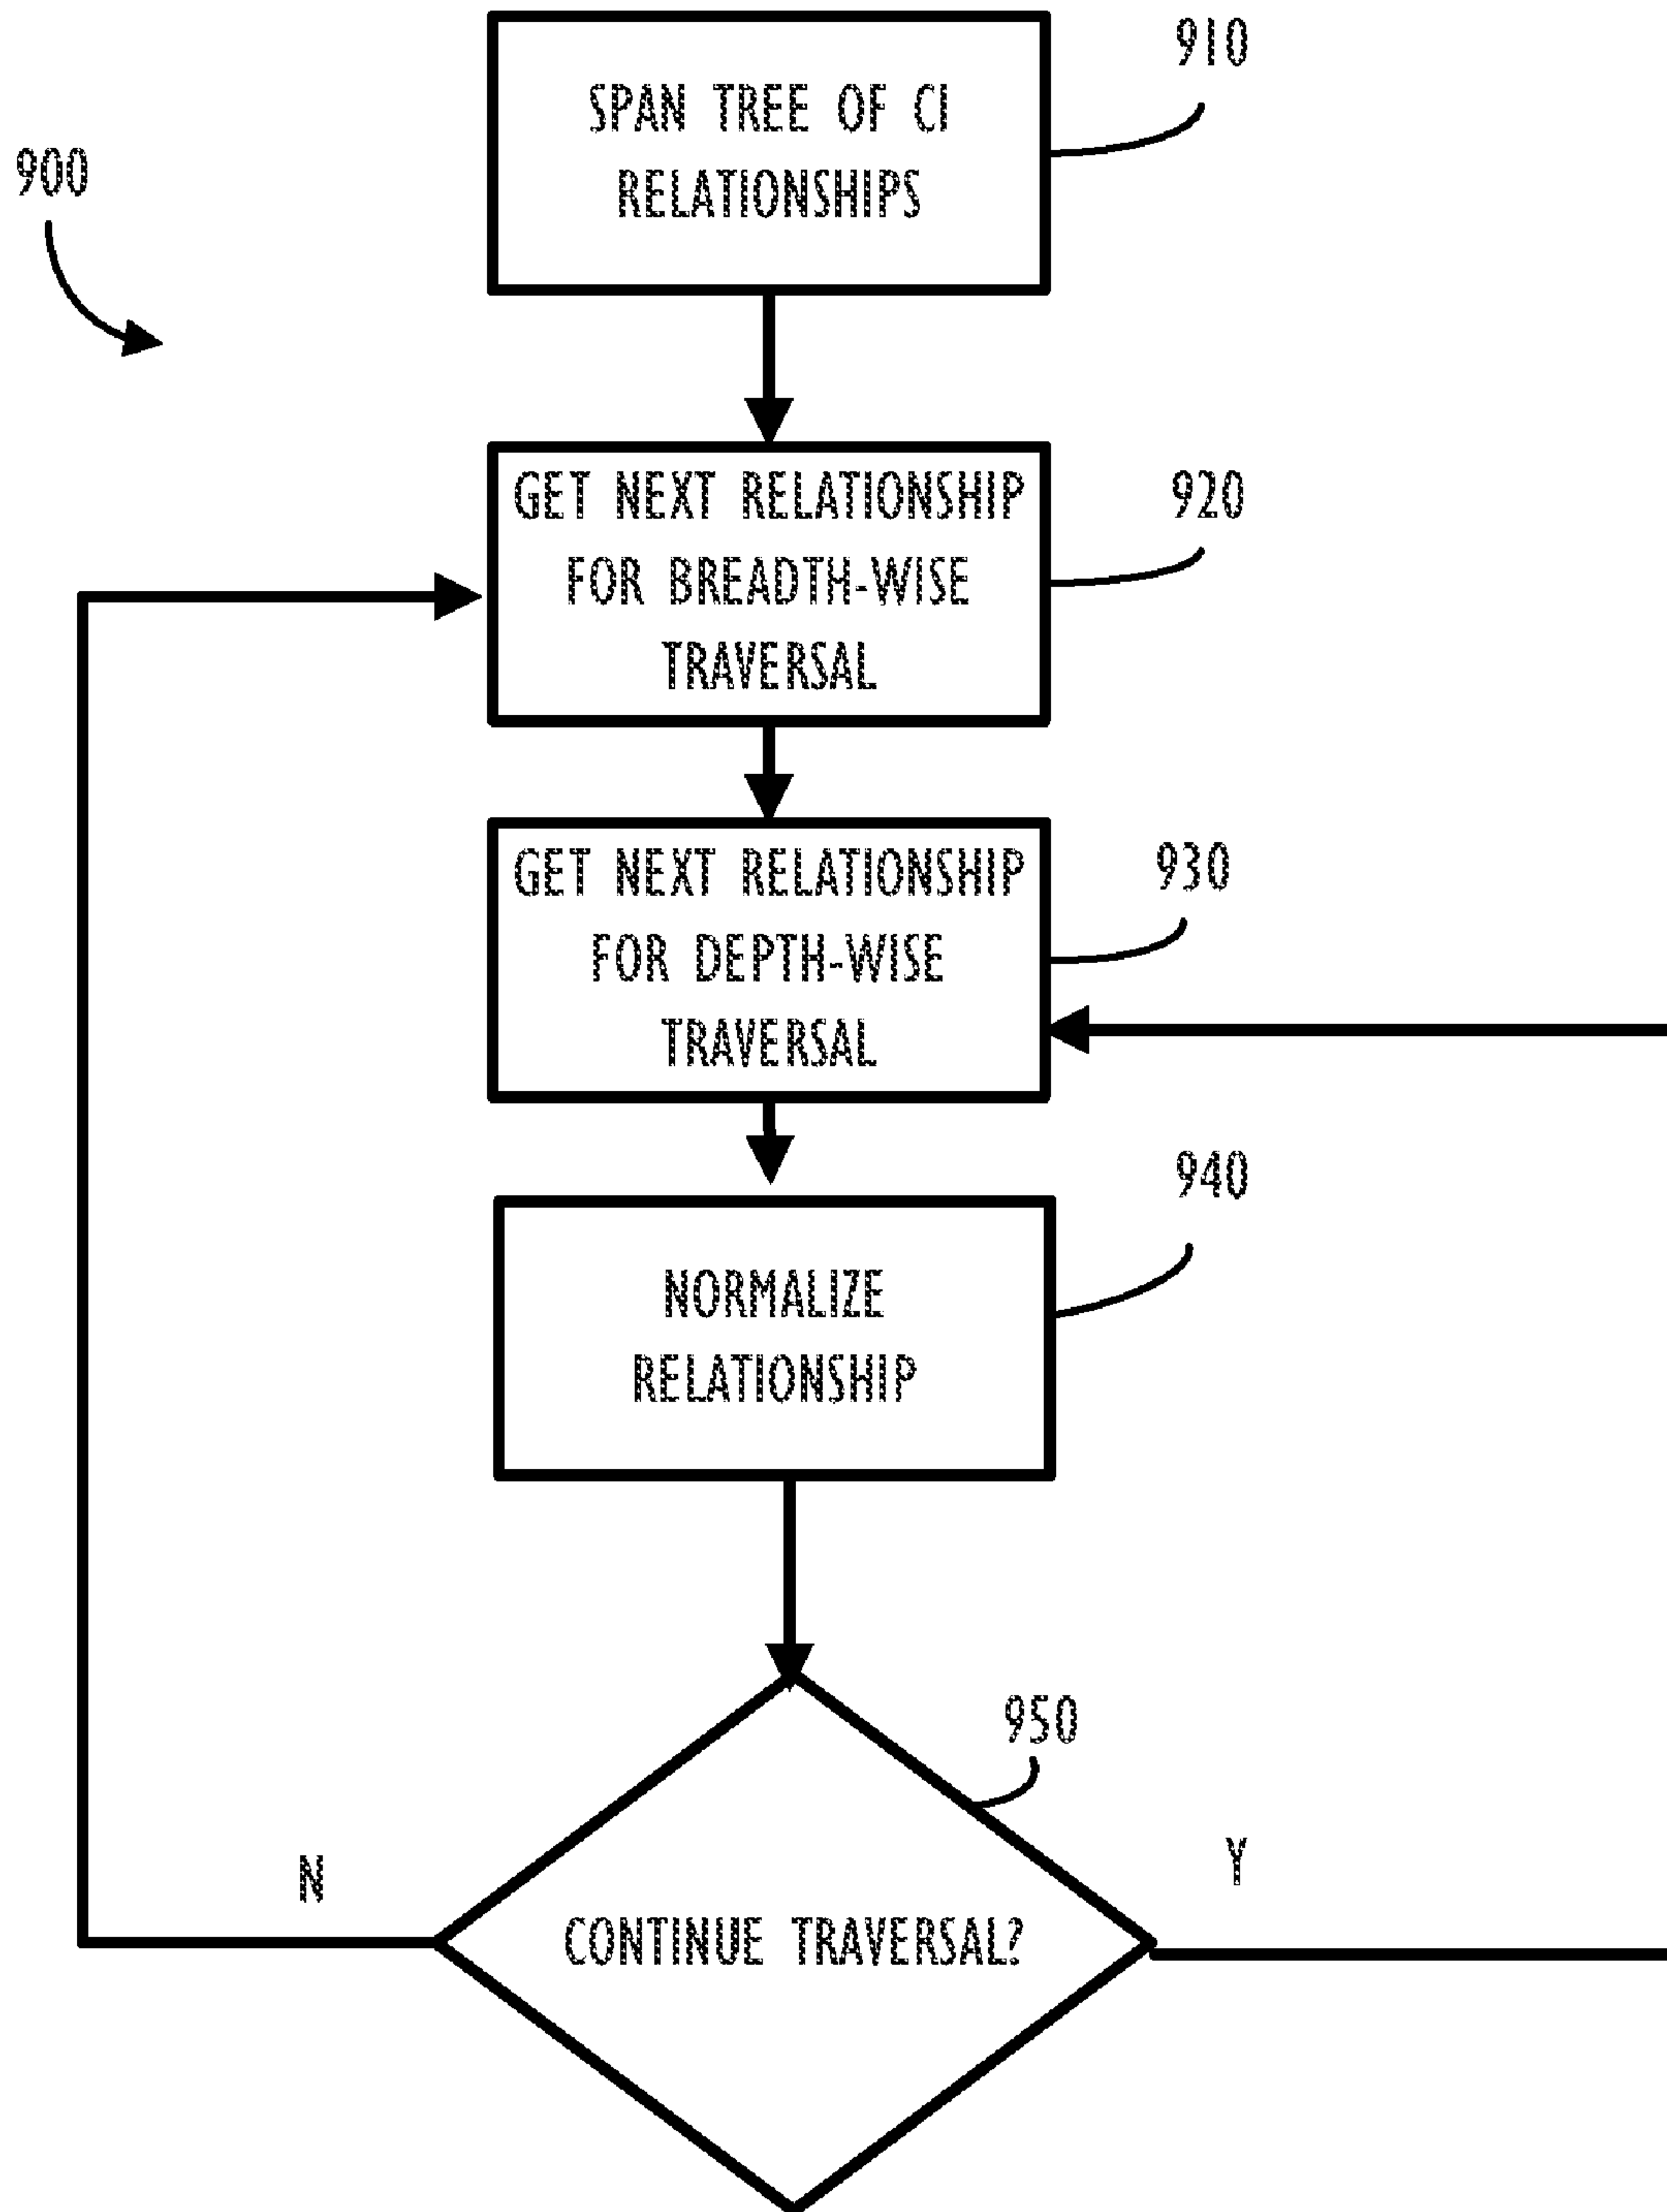 910
SPAN TREE OF CI
RELATIONSHIPS
900
GET NEXT RELATIONSHIP
FOR BREADTH-WISE
TRAVERSAL
920
GET NEXT RELATIONSHIP
FOR DEPTH-WISE
TRAVERSAL
930
940
NORMALIZE
RELATIONSHIP
950
N
Y
CONTINUE TRAVERSAL?